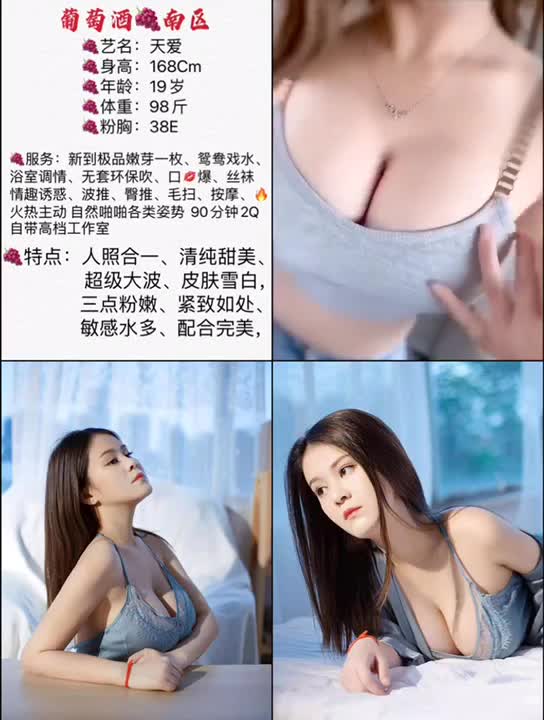 葡萄酒🍇南区
🍇艺名：天爱
🍇身高：168Cm
🍇年龄：19岁
🍇体重：98斤
🍇粉胸：38E
🍇服务：新到极品嫩芽一枚、鸳鸯戏水、
浴室调情、无套环保吹、口💋爆、丝袜
情趣诱惑、波推、臀推、毛扫、按摩、🔥
火热主动 自然啪啪各类姿势 90分钟2Q
自带高档工作室
🍇特点：人照合一、清纯甜美、
超级大波、皮肤雪白，
三点粉嫩、紧致如处、
敏感水多、配合完美，